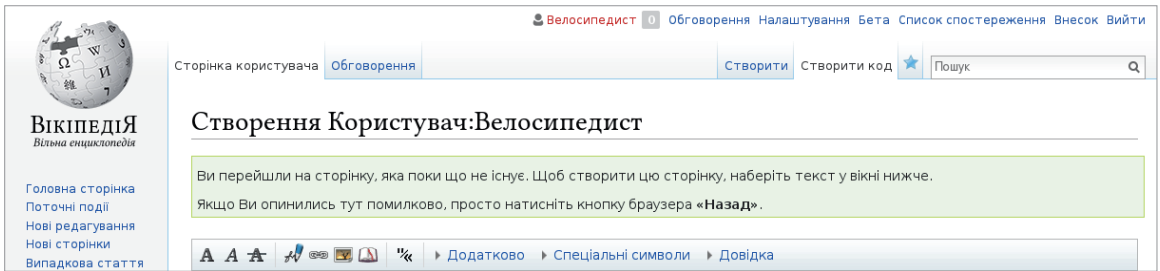 Велосипедист 0 Обговорення Налаштування Бета Список спостереження Внесок Вийти
Сторінка користувача Обговорення Створити Створити код Пошук
ВікіпедіЯ
Вільна енциклопедія
Створення Користувач:Велосипедист
Ви перейшли на сторінку, яка поки що не існує. Щоб створити цю сторінку, наберіть текст у вікні нижче.
Якщо Ви опинились тут помилково, просто натисніть кнопку браузера «Назад».
Головна сторінка
Поточні події
Нові редагування
Нові сторінки
Випадкова стаття
A A A Додатково Спеціальні символи Довідка